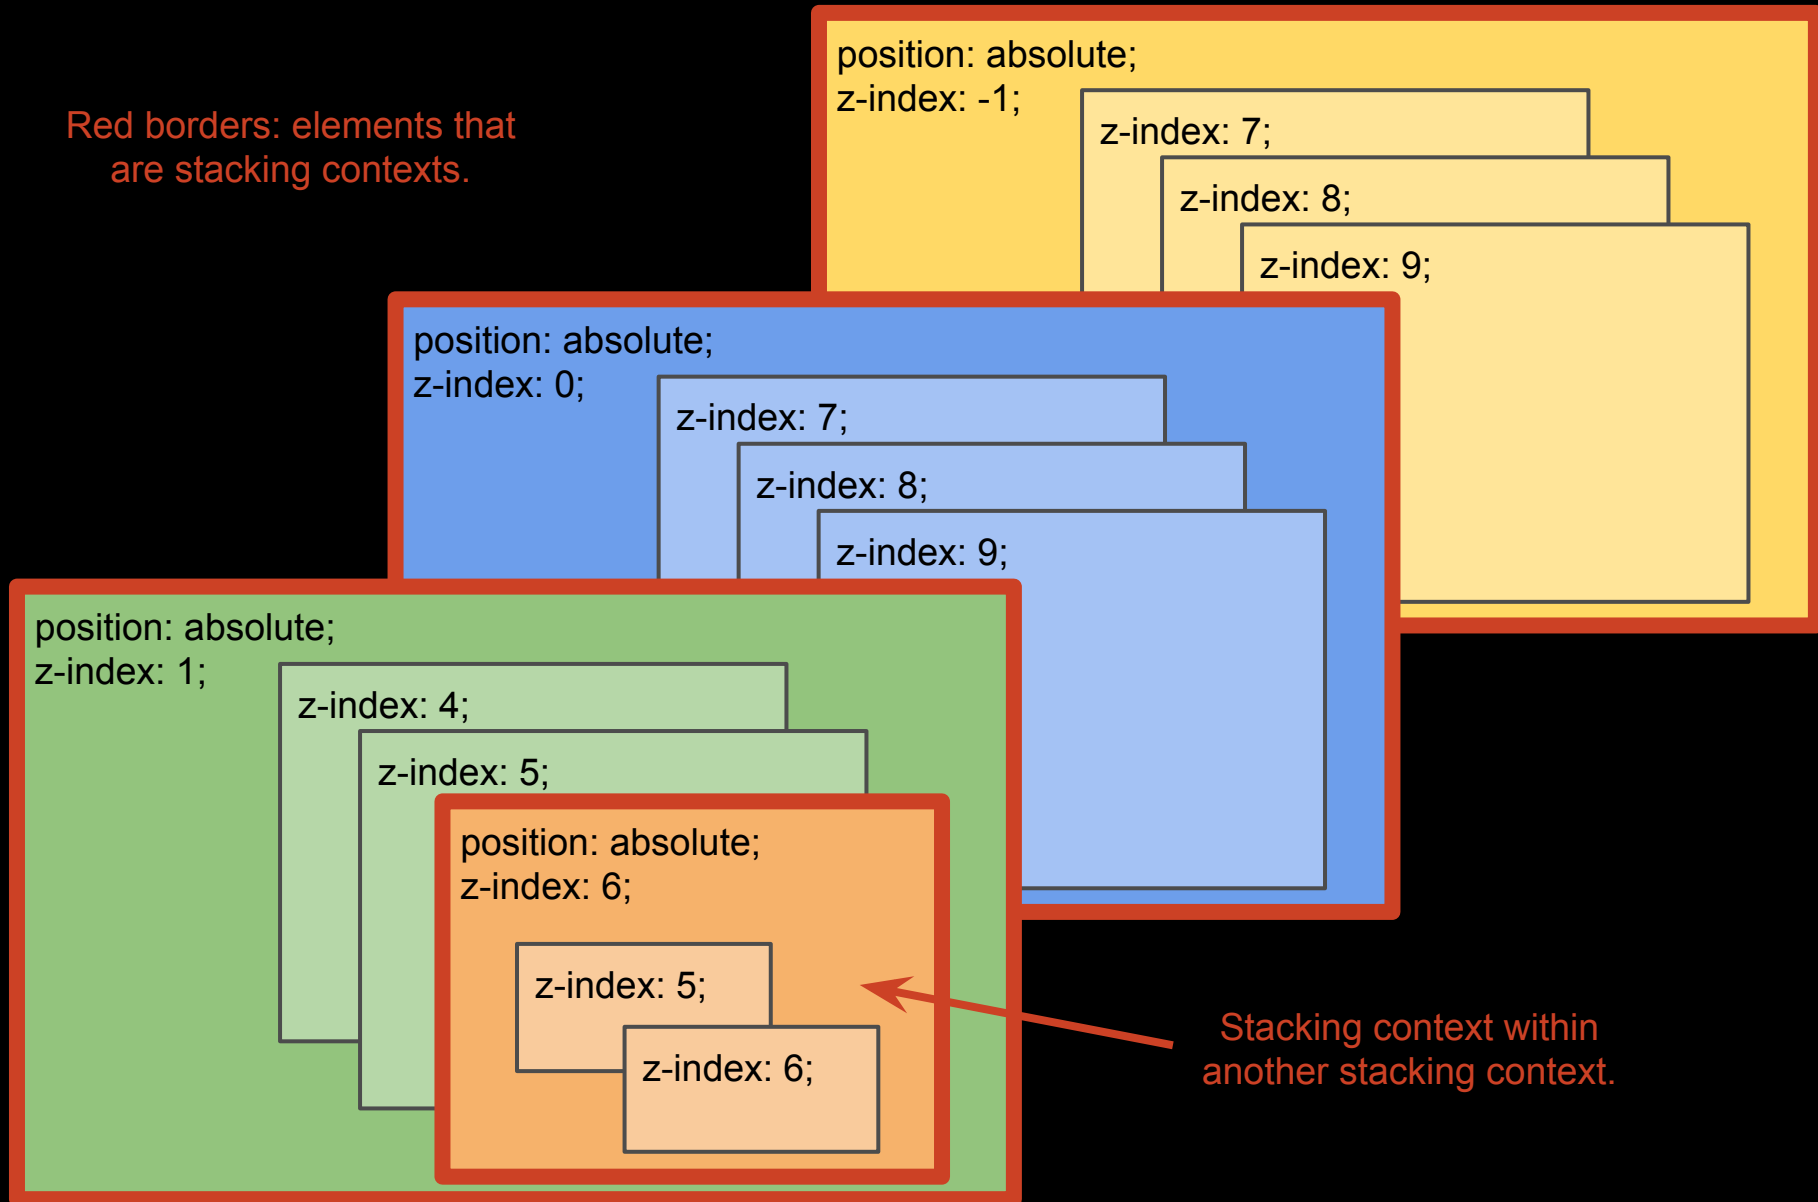 Red borders: elements that
are stacking contexts.
position: absolute;
z-index: -1;
z-index: 7;
z-index: 8;
z-index: 9;
position: absolute;
z-index: 0;
z-index: 7;
z-index: 8;
z-index: 9;
position: absolute;
z-index: 1;
z-index: 4;
z-index: 5;
position: absolute;
z-index: 6;
z-index: 5;
z-index: 6;
Stacking context within
another stacking context.